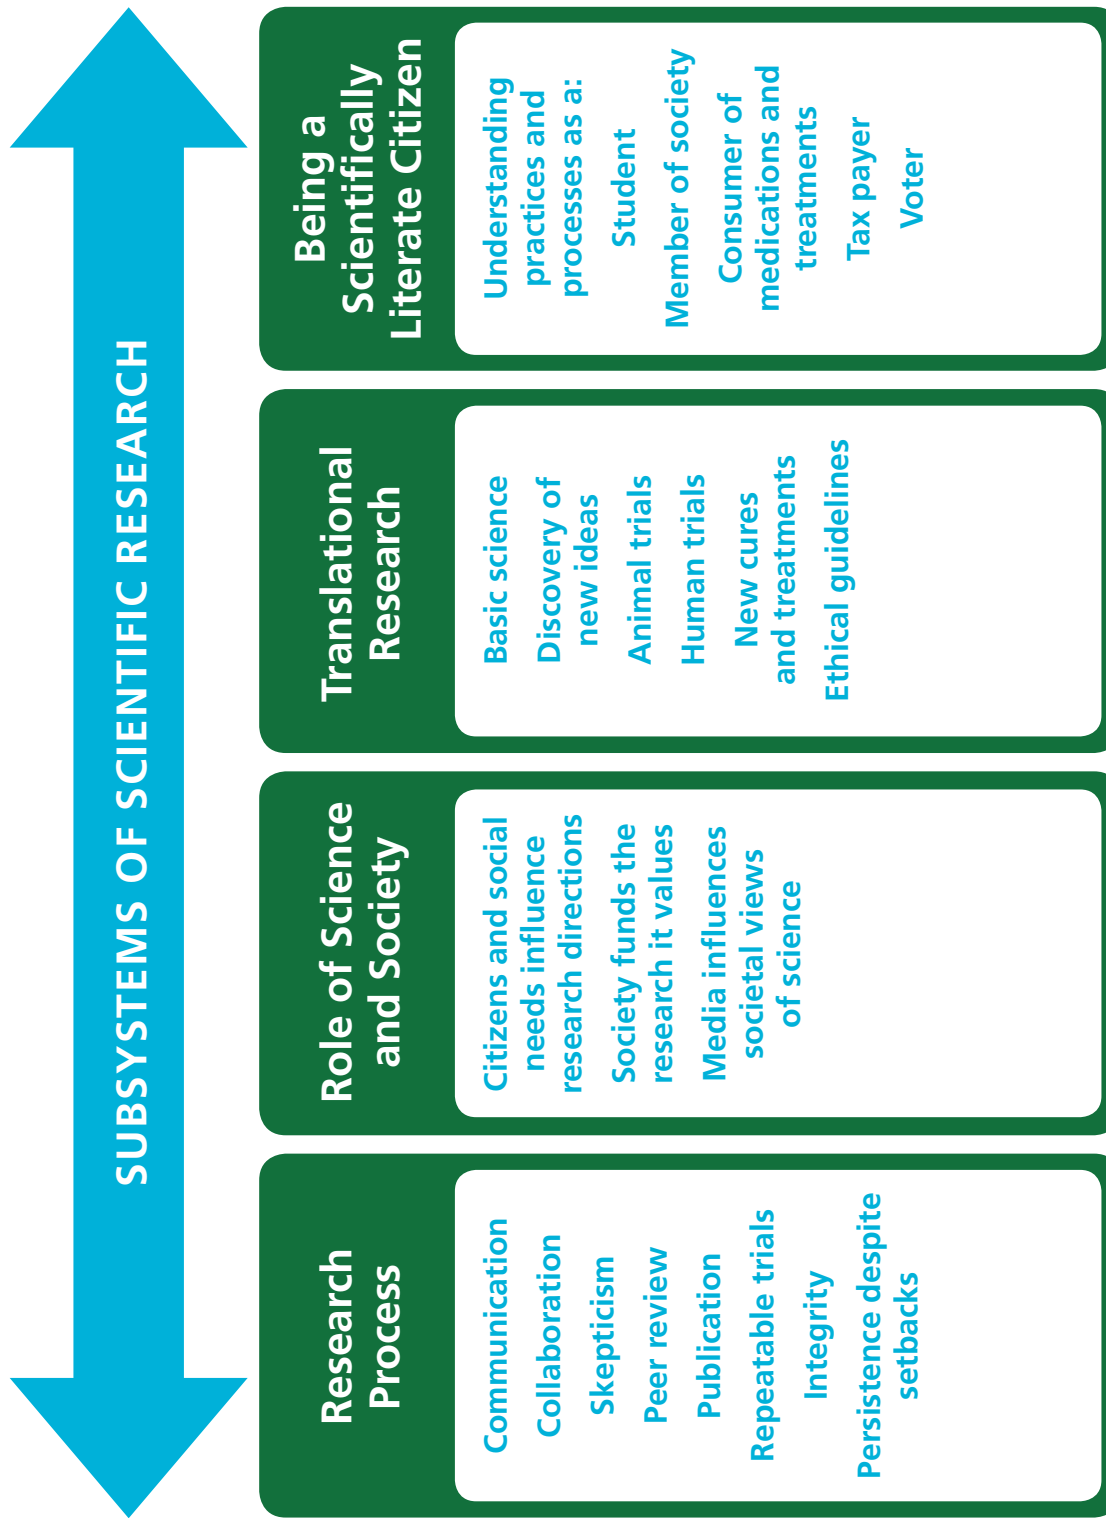 SUBSYSTEMS OF SCIENTIFIC RESEARCH
Research
Process
Communication
Collaboration
Skepticism
Peer review
Publication
Repeatable trials
Integrity
Persistence despite
setbacks
Role of Science
and Society
Citizens and social
needs influence
research directions
Society funds the
research it values
Media influences
societal views
of science
Translational
Research
Basic science
Discovery of
new ideas
Animal trials
Human trials
New cures
and treatments
Ethical guidelines
Being a
Scientifically
Literate Citizen
Understanding
practices and
processes as a:
Student
Member of society
Consumer of
medications and
treatments
Tax payer
Voter